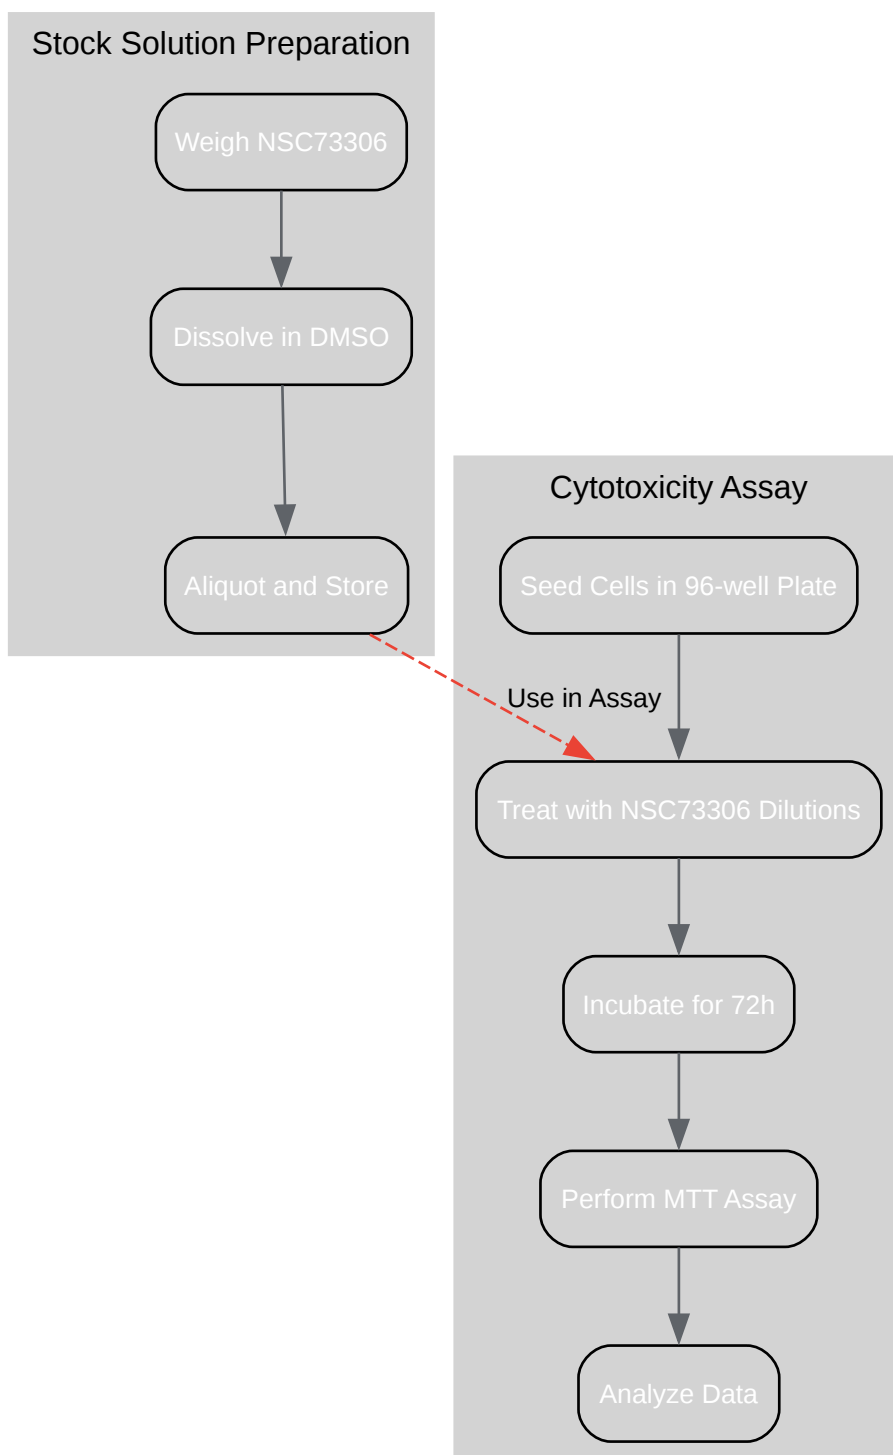 Stock Solution Preparation
Weigh NSC73306
Dissolve in DMSO
Aliquot and Store
Cytotoxicity Assay
Seed Cells in 96-well Plate
Use in Assay
Treat with NSC73306 Dilutions
Incubate for 72h
Perform MTT Assay
Analyze Data